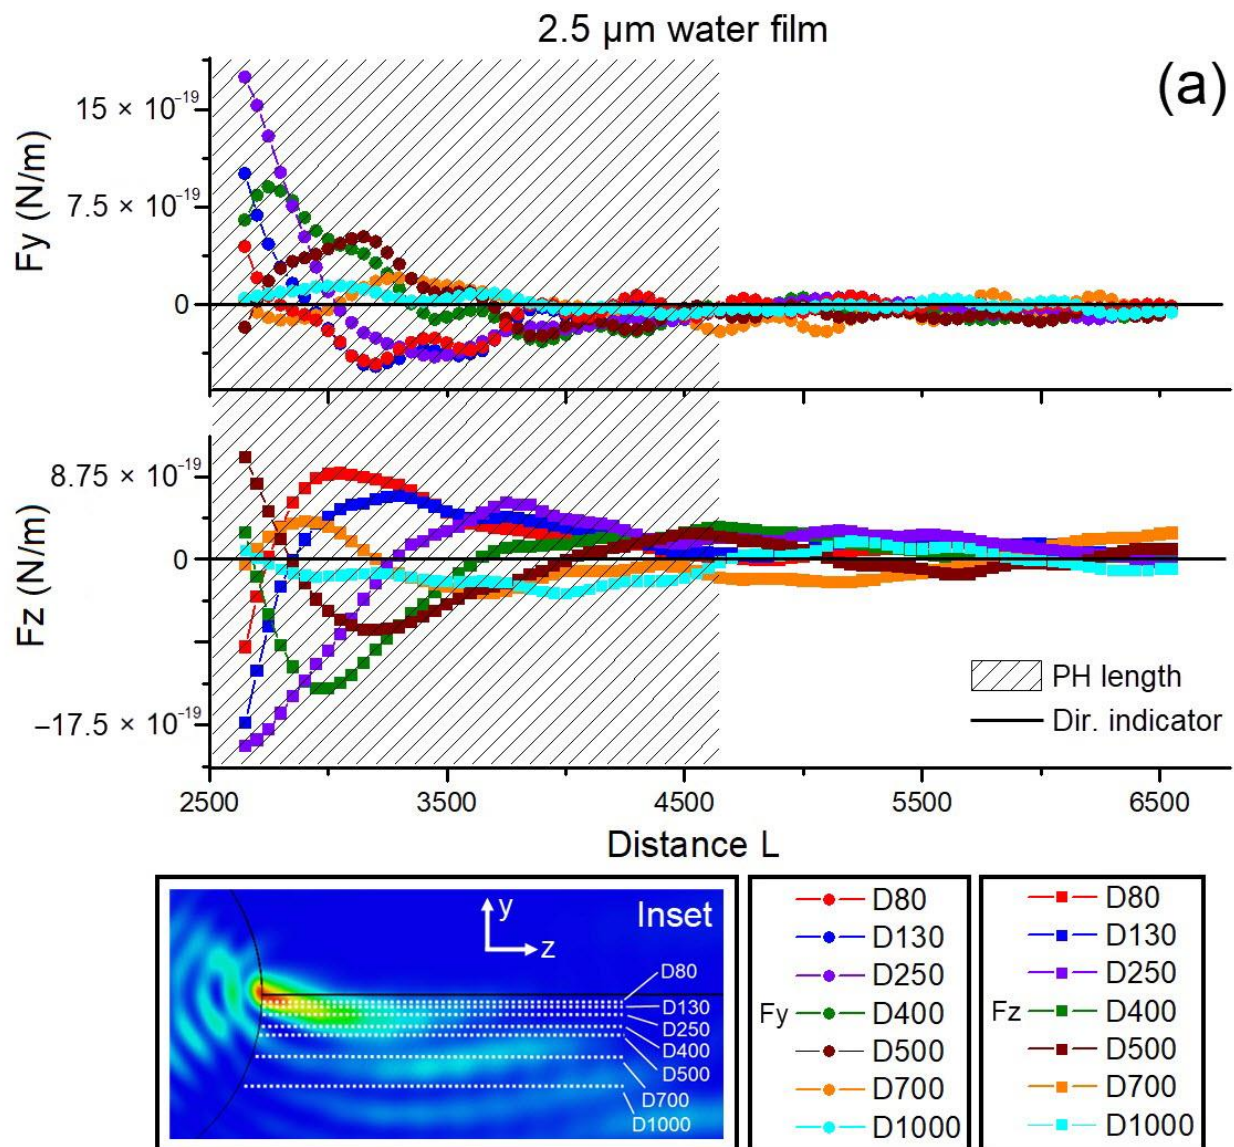 2.5 µm water film
(a)
15 × 10⁻¹⁹
7.5 × 10⁻¹⁹
0
Fy (N/m)
8.75 × 10⁻¹⁹
0
−17.5 × 10⁻¹⁹
Fz (N/m)
PH length
Dir. indicator
2500 3500 4500 5500 6500
Distance L
Inset
y
z
D80
D130
D250
D400
D500
D700
D1000
Fy
D80
D130
D250
D400
D500
D700
D1000
Fz
D80
D130
D250
D400
D500
D700
D1000